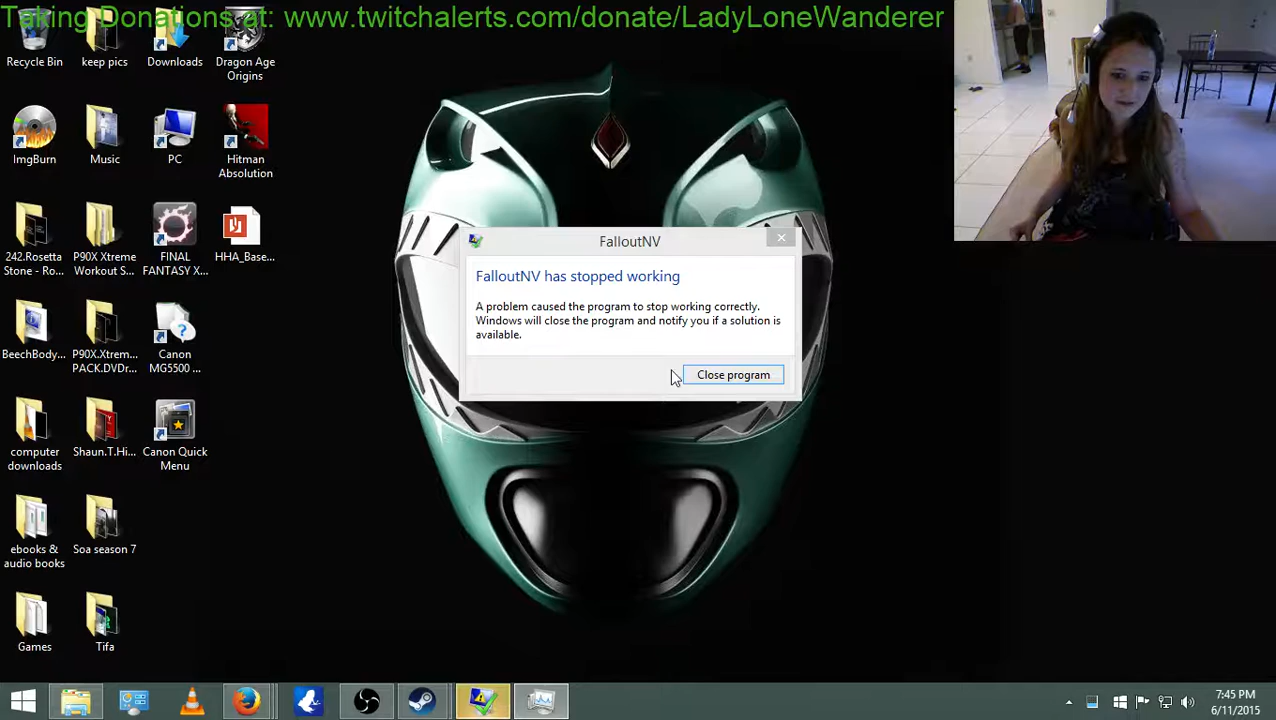 Taking Donations at: www.twitchalerts.com/donate/LadyLoneWanderer
Recycle Bin
keep pics
Downloads
Dragon Age
Origins
ImgBurn
Music
PC
Hitman
Absolution
242.Rosetta
Stone - Ro...
P90X Xtreme
Workout S...
FINAL
FANTASY X...
HHA_Base...
BeechBody...
P90X.Xtrem...
PACK.DVDr...
Canon
MG5500 ...
computer
downloads
Shaun.T.Hi...
Canon Quick
Menu
ebooks &
audio books
Soa season 7
Games
Tifa
FalloutNV
FalloutNV has stopped working
A problem caused the program to stop working correctly.
Windows will close the program and notify you if a solution is
available.
Close program
7:45 PM
6/11/2015